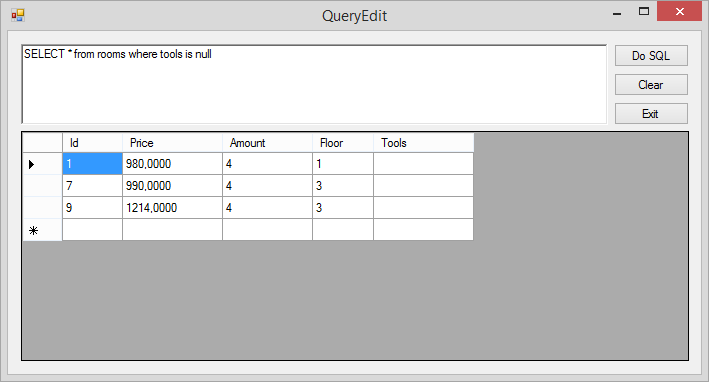 QueryEdit
SELECT * from rooms where tools is null
Do SQL
Clear
Exit
Id Price Amount Floor Tools
1 980,0000 4 1
7 990,0000 4 3
9 1214,0000 4 3